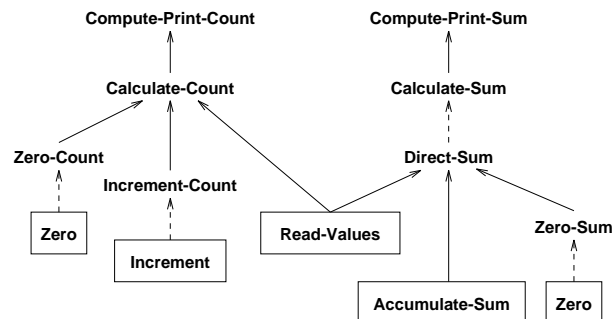 Compute-Print-Count
Compute-Print-Sum
Calculate-Count
Calculate-Sum
Zero-Count
Direct-Sum
Increment-Count
Zero
Read-Values
Zero-Sum
Increment
Accumulate-Sum
Zero